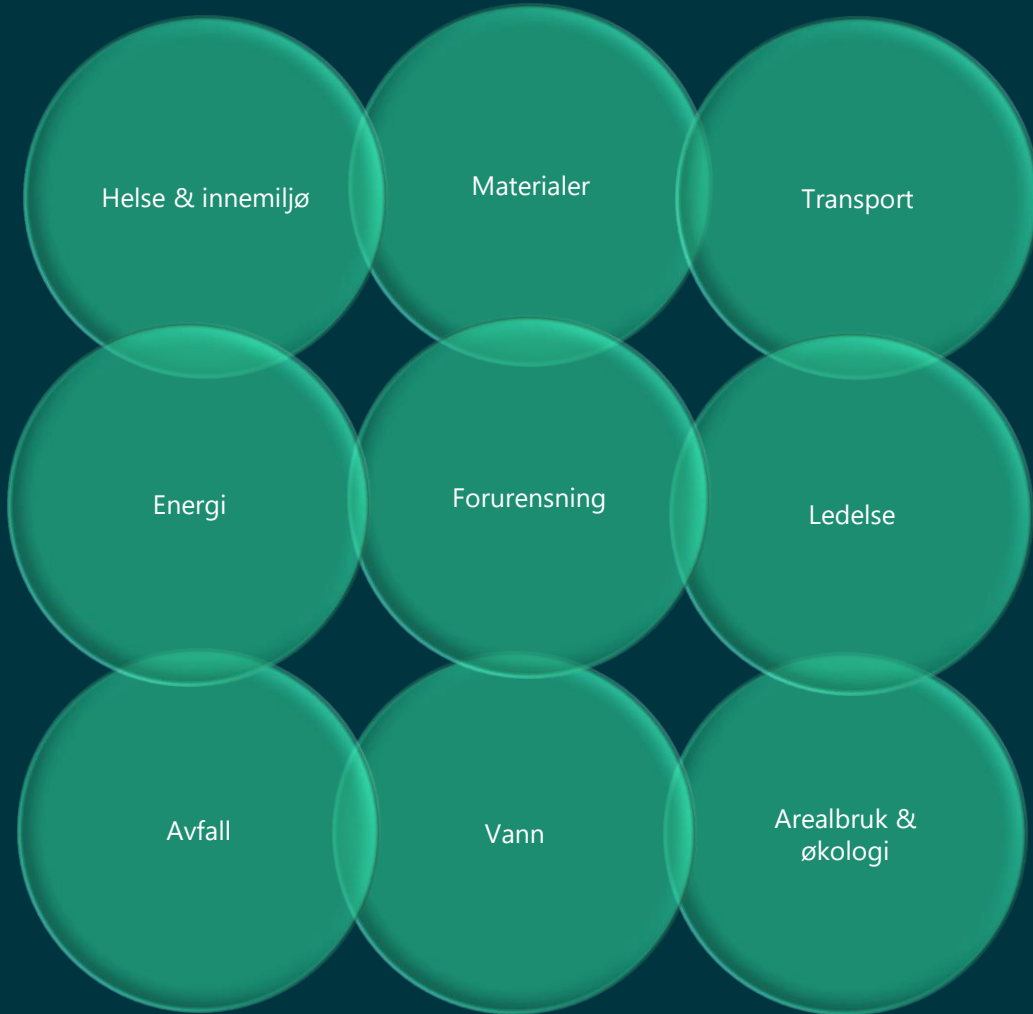 Helse & innemiljø
Materialer
Transport
Energi
Forurensning
Ledelse
Avfall
Vann
Arealbruk &
økologi